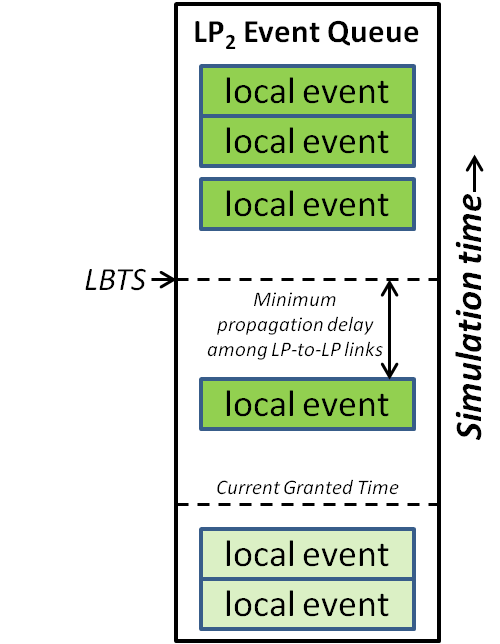 LP2 Event Queue
local event
local event
local event
LBTS
Minimum
propagation delay
among LP-to-LP links
local event
Current Granted Time
local event
local event
Simulation time